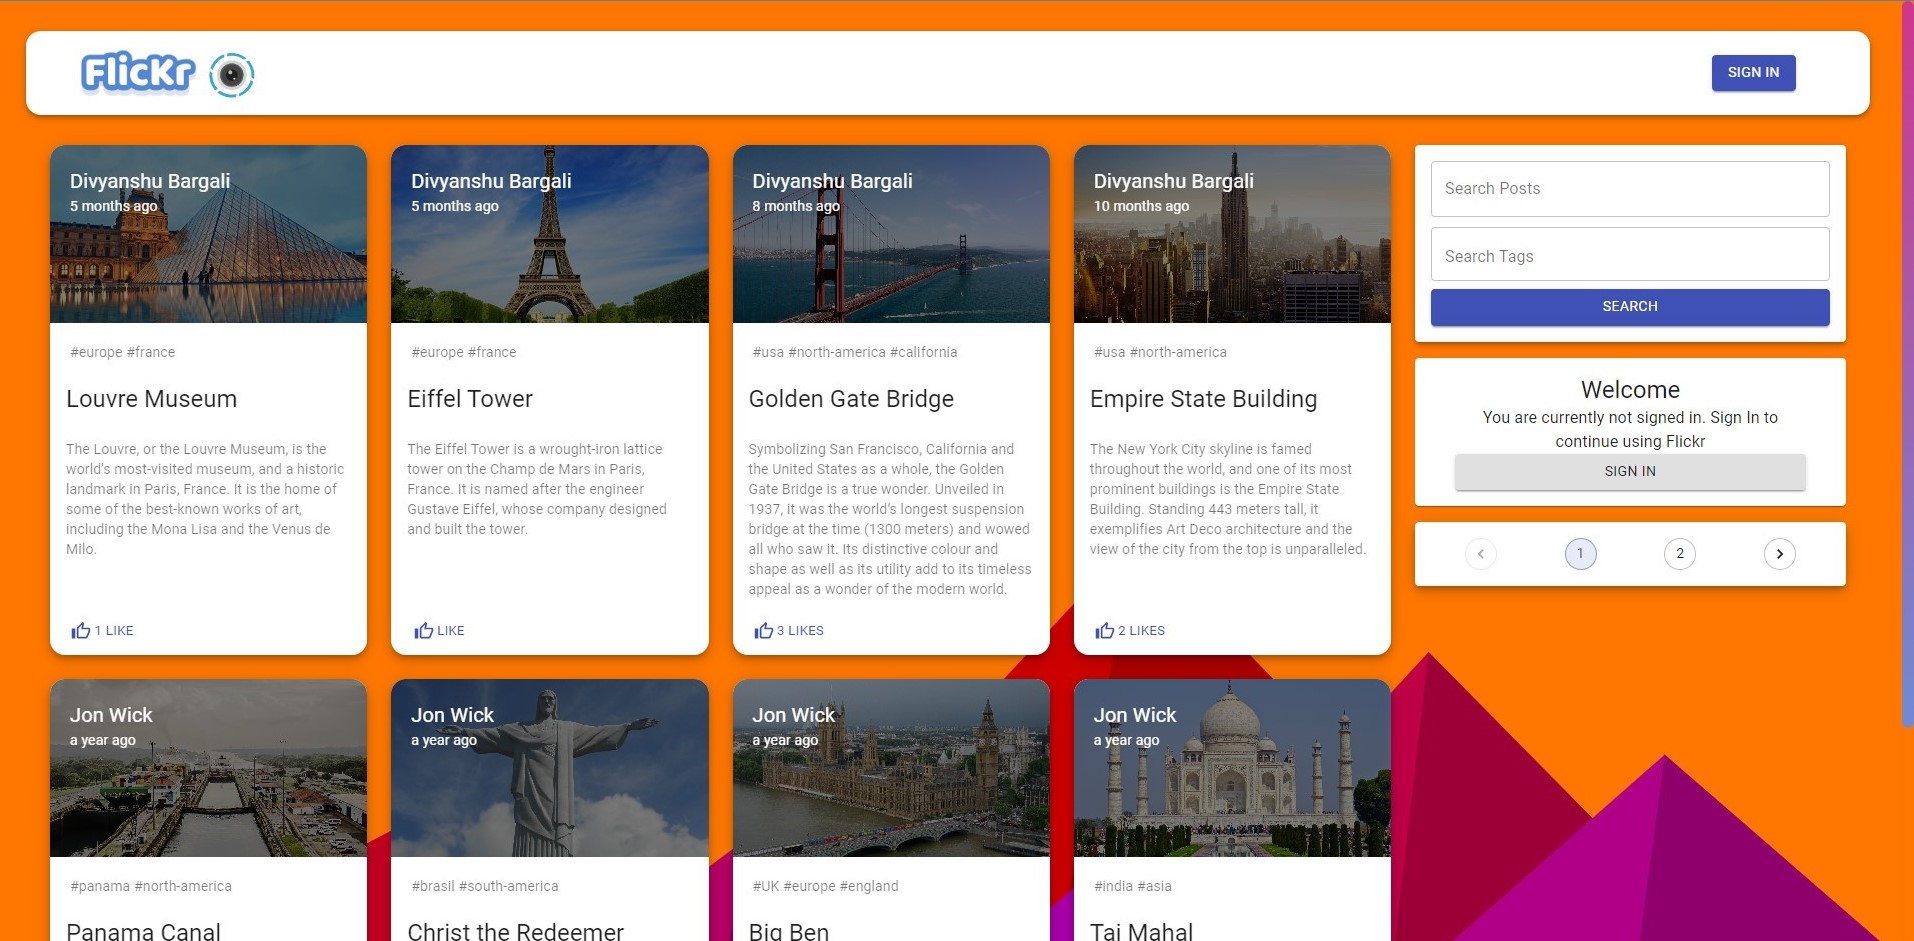 FlicKr
SIGN IN
Divyanshu Bargali
5 months ago
#europe #france
Louvre Museum
The Louvre, or the Louvre Museum, is the
world's most-visited museum, and a historic
landmark in Paris, France. It is the home of
some of the best-known works of art,
including the Mona Lisa and the Venus de
Milo.
1 LIKE
Divyanshu Bargali
5 months ago
#europe #france
Eiffel Tower
The Eiffel Tower is a wrought-iron lattice
tower on the Champ de Mars in Paris,
France. It is named after the engineer
Gustave Eiffel, whose company designed
and built the tower.
LIKE
Divyanshu Bargali
8 months ago
#usa #north-america #california
Golden Gate Bridge
Symbolizing San Francisco, California and
the United States as a whole, the Golden
Gate Bridge is a true wonder. Unveiled in
1937, it was the world’s longest suspension
bridge at the time (1300 meters) and wowed
all who saw it. Its distinctive colour and
shape as well as its utility add to its timeless
appeal as a wonder of the modern world.
3 LIKES
Divyanshu Bargali
10 months ago
#usa #north-america
Empire State Building
The New York City skyline is famed
throughout the world, and one of its most
prominent buildings is the Empire State
Building. Standing 443 meters tall, it
exemplifies Art Deco architecture and the
view of the city from the top is unparalleled.
2 LIKES
Search Posts
Search Tags
SEARCH
Welcome
You are currently not signed in. Sign In to
continue using Flickr
SIGN IN
1
2
Jon Wick
a year ago
#panama #north-america
Panama Canal
Jon Wick
a year ago
#brasil #south-america
Christ the Redeemer
Jon Wick
a year ago
#UK #europe #england
Big Ben
Jon Wick
a year ago
#india #asia
Taj Mahal